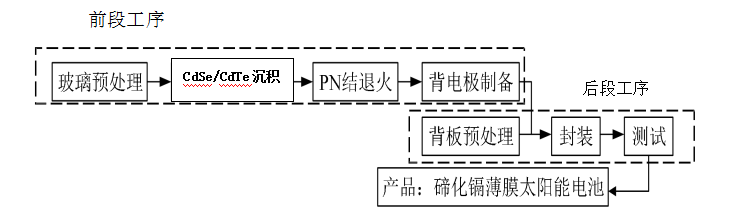 前段工序
玻璃预处理
CdSe/CdTe沉积
PN结退火
背电极制备
后段工序
背板预处理
封装
测试
产品：碲化镉薄膜太阳能电池